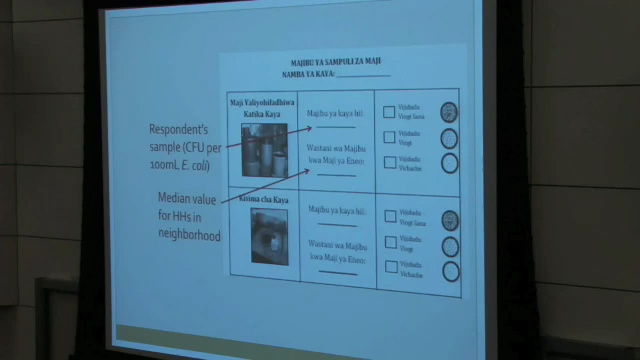 MAJIBU YA SAMPULI ZA MAJI
NAMBA YA KAYA: ______________
Maji Yaliyohifadhiwa
Katika Kaya
Majibu ya kaya hii:
Wastani wa Majibu
kwa Maji ya Eneo:
Vijidudu
Vingi Sana
Vijidudu
Vingi
Vijidudu
Vichache
Respondent's
sample (CFU per
100mL E. coli)
Median value
for HHs in
neighborhood
Kisima cha Kaya
Majibu ya kaya hii:
Wastani wa Majibu
kwa Maji ya Eneo:
Vijidudu
Vingi Sana
Vijidudu
Vingi
Vijidudu
Vichache